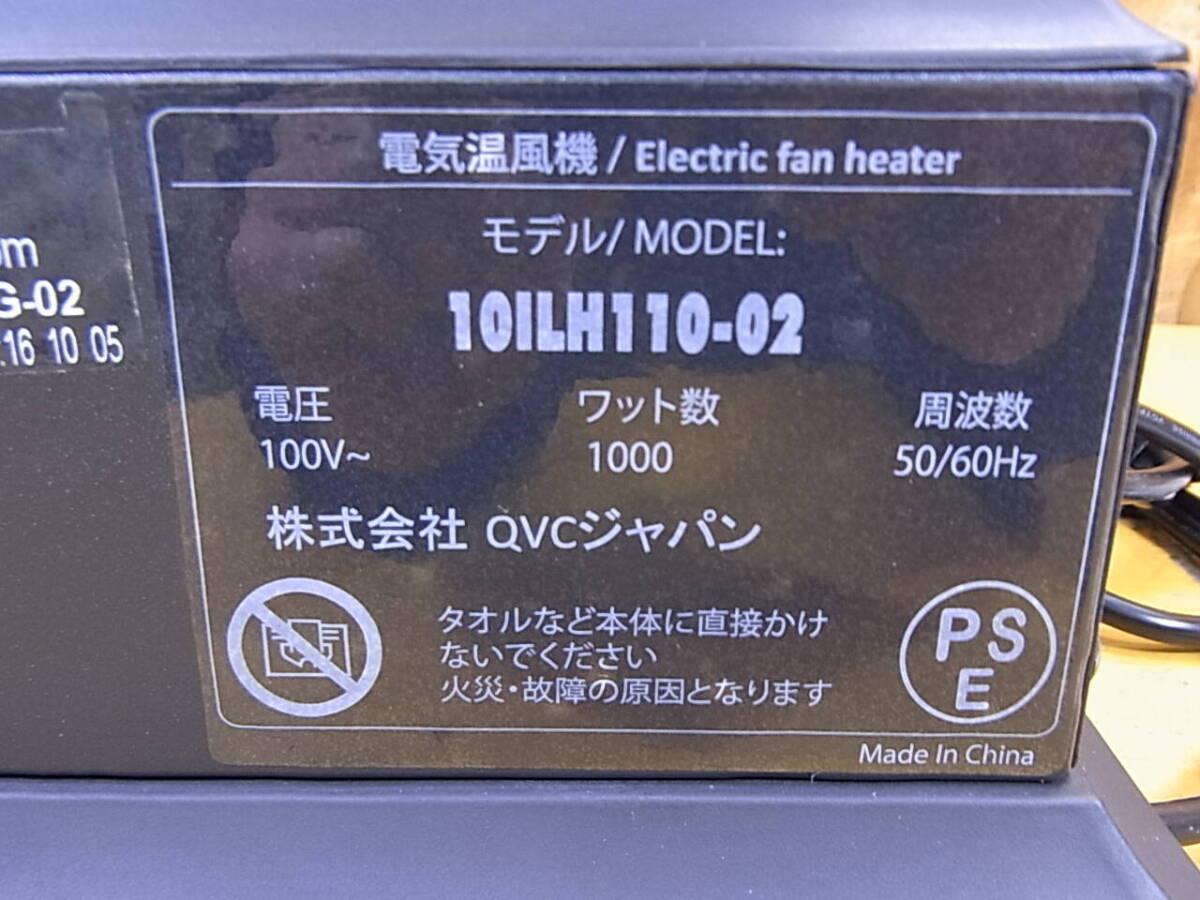 電気温風機 / Electric fan heater
モデル/ MODEL:
10ILH110-02
電圧 ワット数 周波数
100V~ 1000 50/60Hz
株式会社 QVCジャパン
タオルなど本体に直接かけ
ないでください
火災・故障の原因となります
PS
E
Made In China
G-02
16 10 05